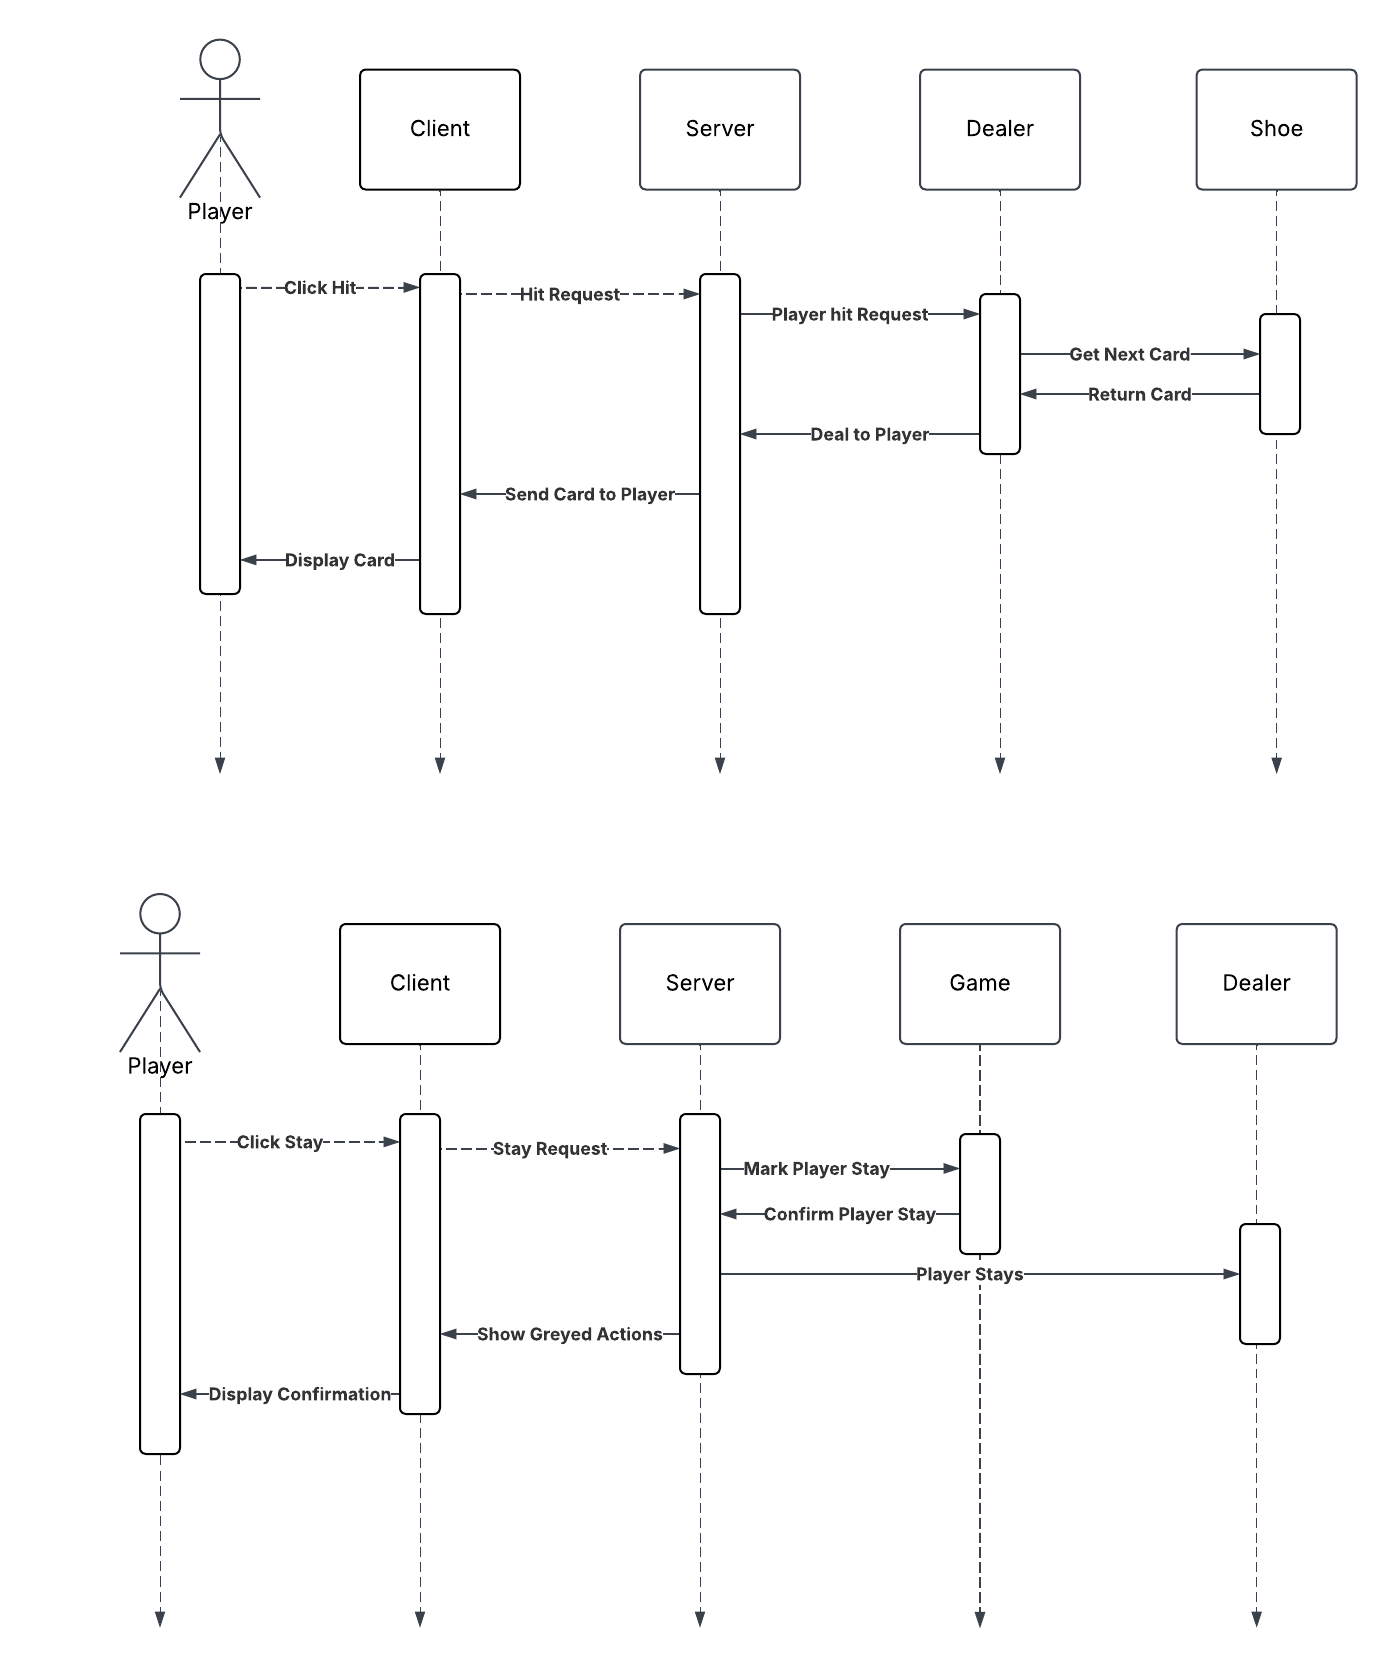 Player
Client
Server
Dealer
Shoe
Click Hit
Hit Request
Player hit Request
Get Next Card
Return Card
Deal to Player
Send Card to Player
Display Card
Player
Client
Server
Game
Dealer
Click Stay
Stay Request
Mark Player Stay
Confirm Player Stay
Player Stays
Show Greyed Actions
Display Confirmation